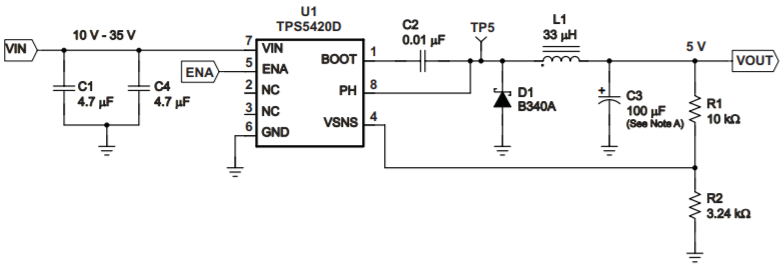 U1
TPS5420D
VIN
10 V - 35 V
C1
4.7 µF
C4
4.7 µF
ENA
7
VIN
5
ENA
2
NC
3
NC
6
GND
BOOT
1
PH
8
VSNS
4
C2
0.01 µF
TP5
L1
33 µH
D1
B340A
+
C3
100 µF
(See Note A)
5 V
VOUT
R1
10 kΩ
R2
3.24 kΩ